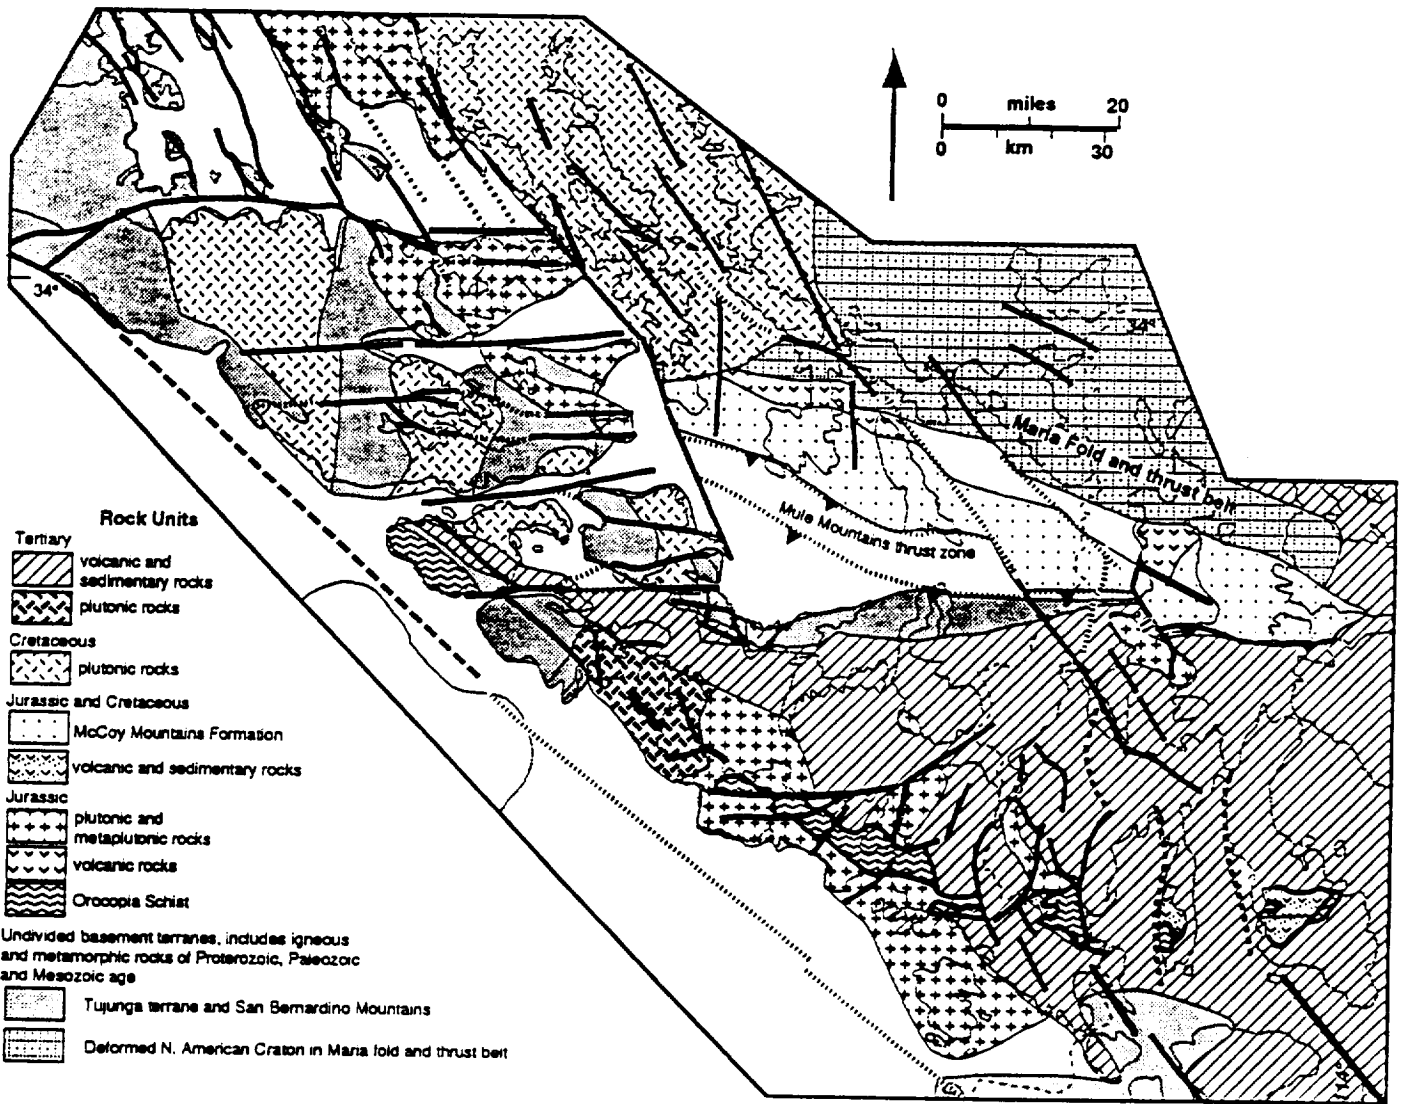 0 miles 20
0 km 30
34°
34°
Maria Fold and thrust belt
Mule Mountains thrust zone
Rock Units
Tertiary
volcanic and
sedimentary rocks
plutonic rocks
Cretaceous
plutonic rocks
Jurassic and Cretaceous
McCoy Mountains Formation
volcanic and sedimentary rocks
Jurassic
plutonic and
metaplutonic rocks
volcanic rocks
Orocopia Schist
Undivided basement terranes, includes igneous
and metamorphic rocks of Proterozoic, Paleozoic
and Mesozoic age
Tujunga terrane and San Bernardino Mountains
Deformed N. American Craton in Maria fold and thrust belt